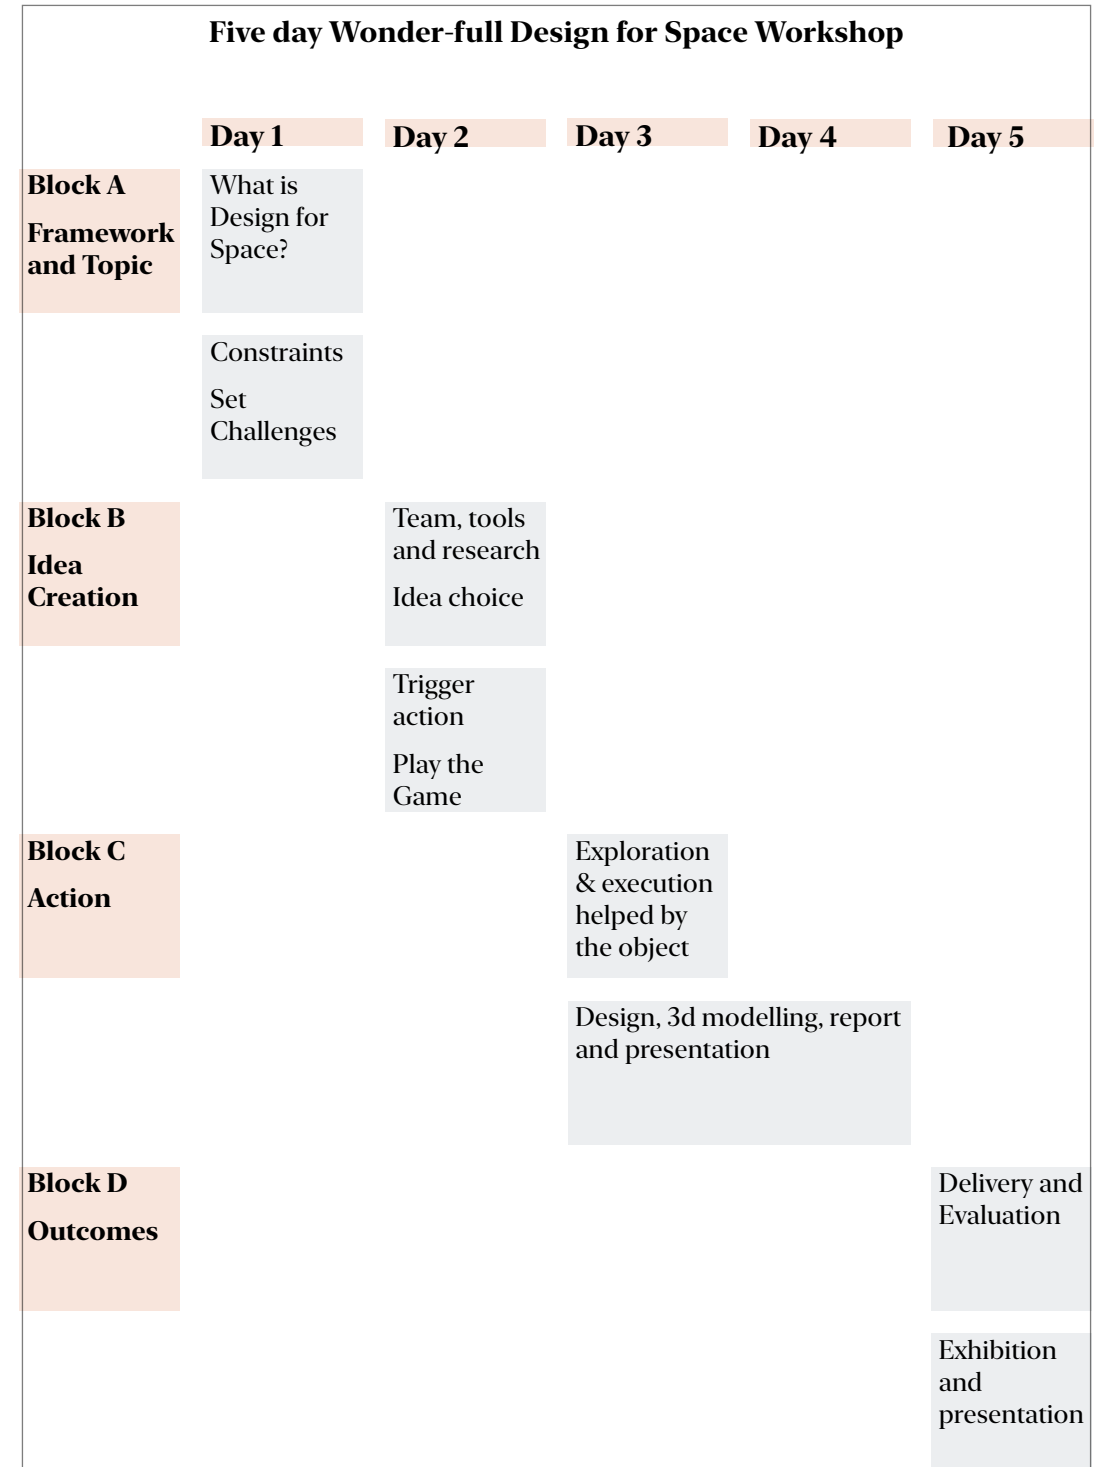 Five day Wonder-full Design for Space Workshop
Day 1
Day 2
Day 3
Day 4
Day 5
Block A
Framework
and Topic
What is
Design for
Space?
Constraints
Set
Challenges
Block B
Idea
Creation
Team, tools
and research
Idea choice
Trigger
action
Play the
Game
Block C
Action
Exploration
& execution
helped by
the object
Design, 3d modelling, report
and presentation
Block D
Outcomes
Delivery and
Evaluation
Exhibition
and
presentation